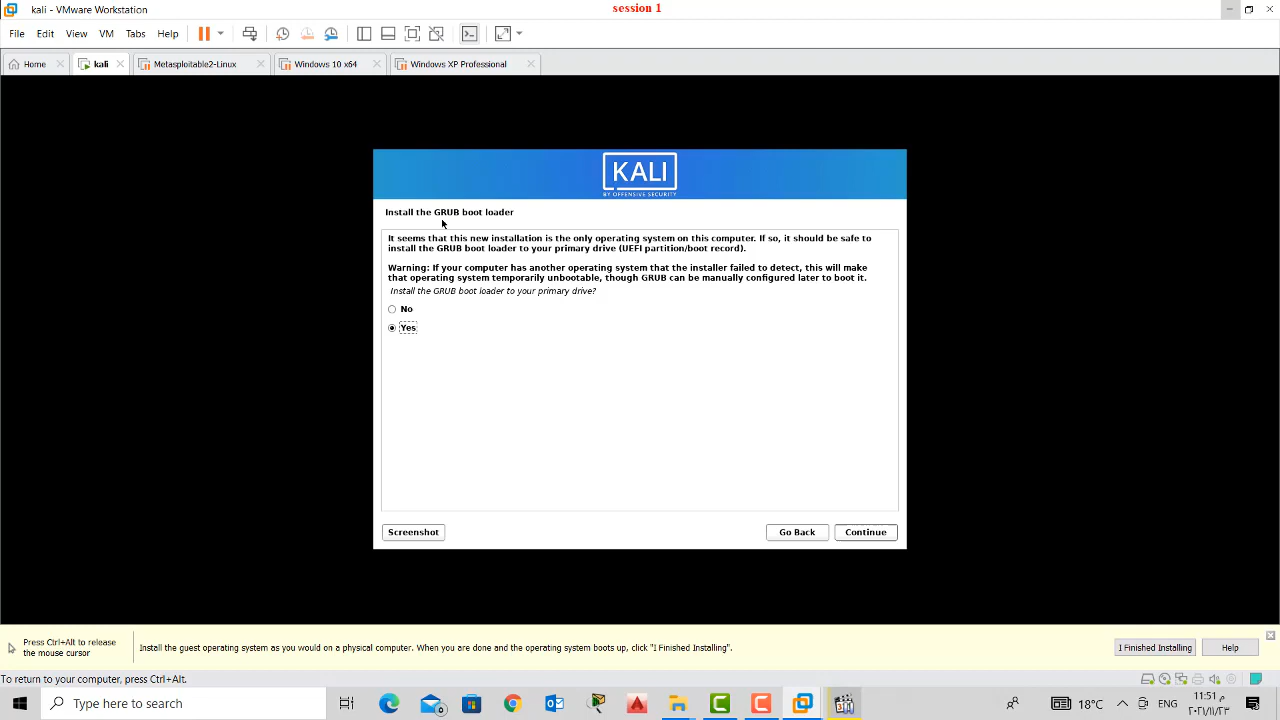 kali - VMware Workstation
session 1
File Edit View VM Tabs Help
Home kali Metasploitable2-Linux Windows 10 x64 Windows XP Professional
KALI
BY OFFENSIVE SECURITY
Install the GRUB boot loader
It seems that this new installation is the only operating system on this computer. If so, it should be safe to
install the GRUB boot loader to your primary drive (UEFI partition/boot record).
Warning: If your computer has another operating system that the installer failed to detect, this will make
that operating system temporarily unbootable, though GRUB can be manually configured later to boot it.
Install the GRUB boot loader to your primary drive?
No
Yes
Screenshot Go Back Continue
Press Ctrl+Alt to release
the mouse cursor
Install the guest operating system as you would on a physical computer. When you are done and the operating system boots up, click "I Finished Installing".
I Finished Installing Help
To return to your computer, press Ctrl+Alt.
Type here to search
18°C
ENG
11:51